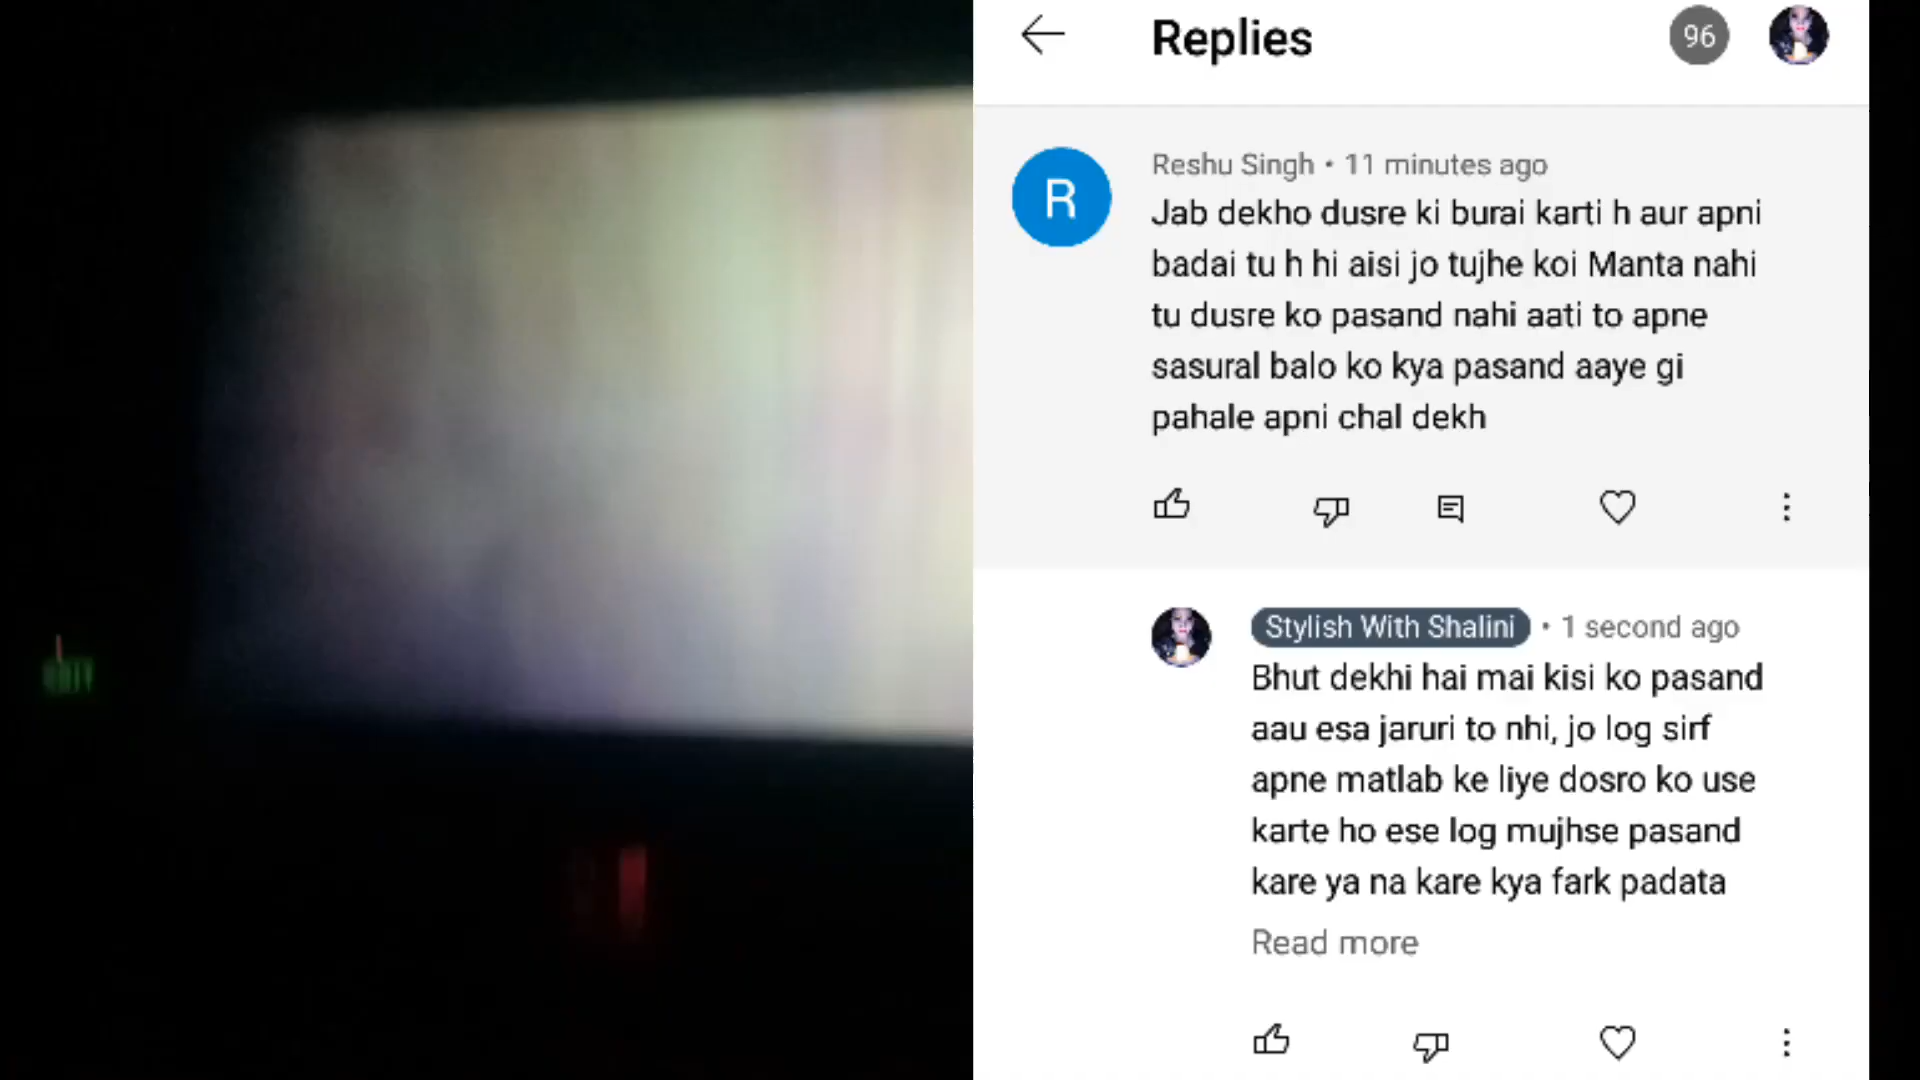 Replies
96
R
Reshu Singh • 11 minutes ago
Jab dekho dusre ki burai karti h aur apni
badai tu h hi aisi jo tujhe koi Manta nahi
tu dusre ko pasand nahi aati to apne
sasural balo ko kya pasand aaye gi
pahale apni chal dekh
Stylish With Shalini • 1 second ago
Bhut dekhi hai mai kisi ko pasand
aau esa jaruri to nhi, jo log sirf
apne matlab ke liye dosro ko use
karte ho ese log mujhse pasand
kare ya na kare kya fark padata
Read more